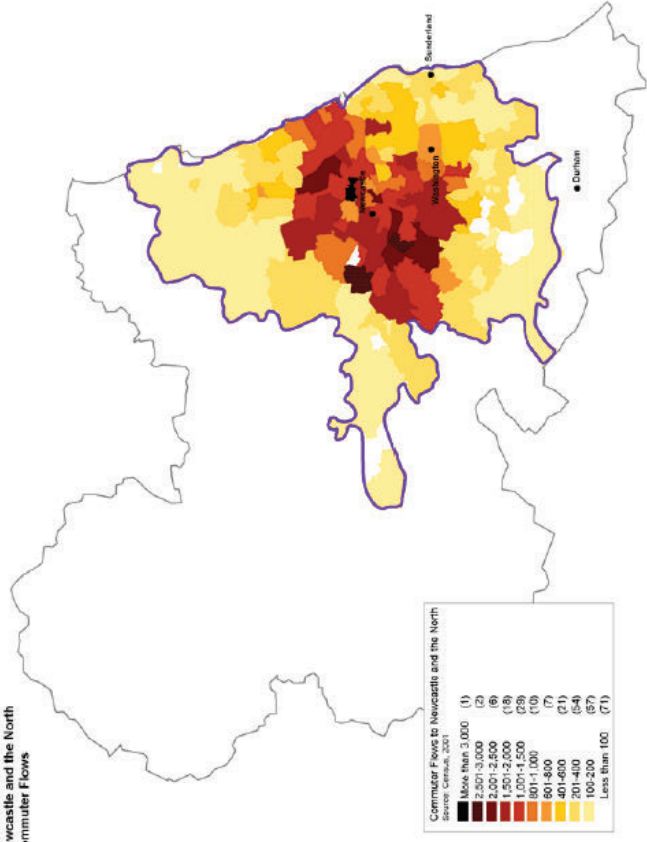 wcastle and the North
mmuter Flows
Newcastle
Sunderland
Washington
Durham
Commuter Flows to Newcastle and the North
Source: Census, 2001
More than 3,000 (1)
2,501-3,000 (2)
2,001-2,500 (6)
1,501-2,000 (18)
1,001-1,500 (29)
801-1,000 (10)
601-800 (7)
401-600 (21)
201-400 (54)
100-200 (57)
Less than 100 (71)